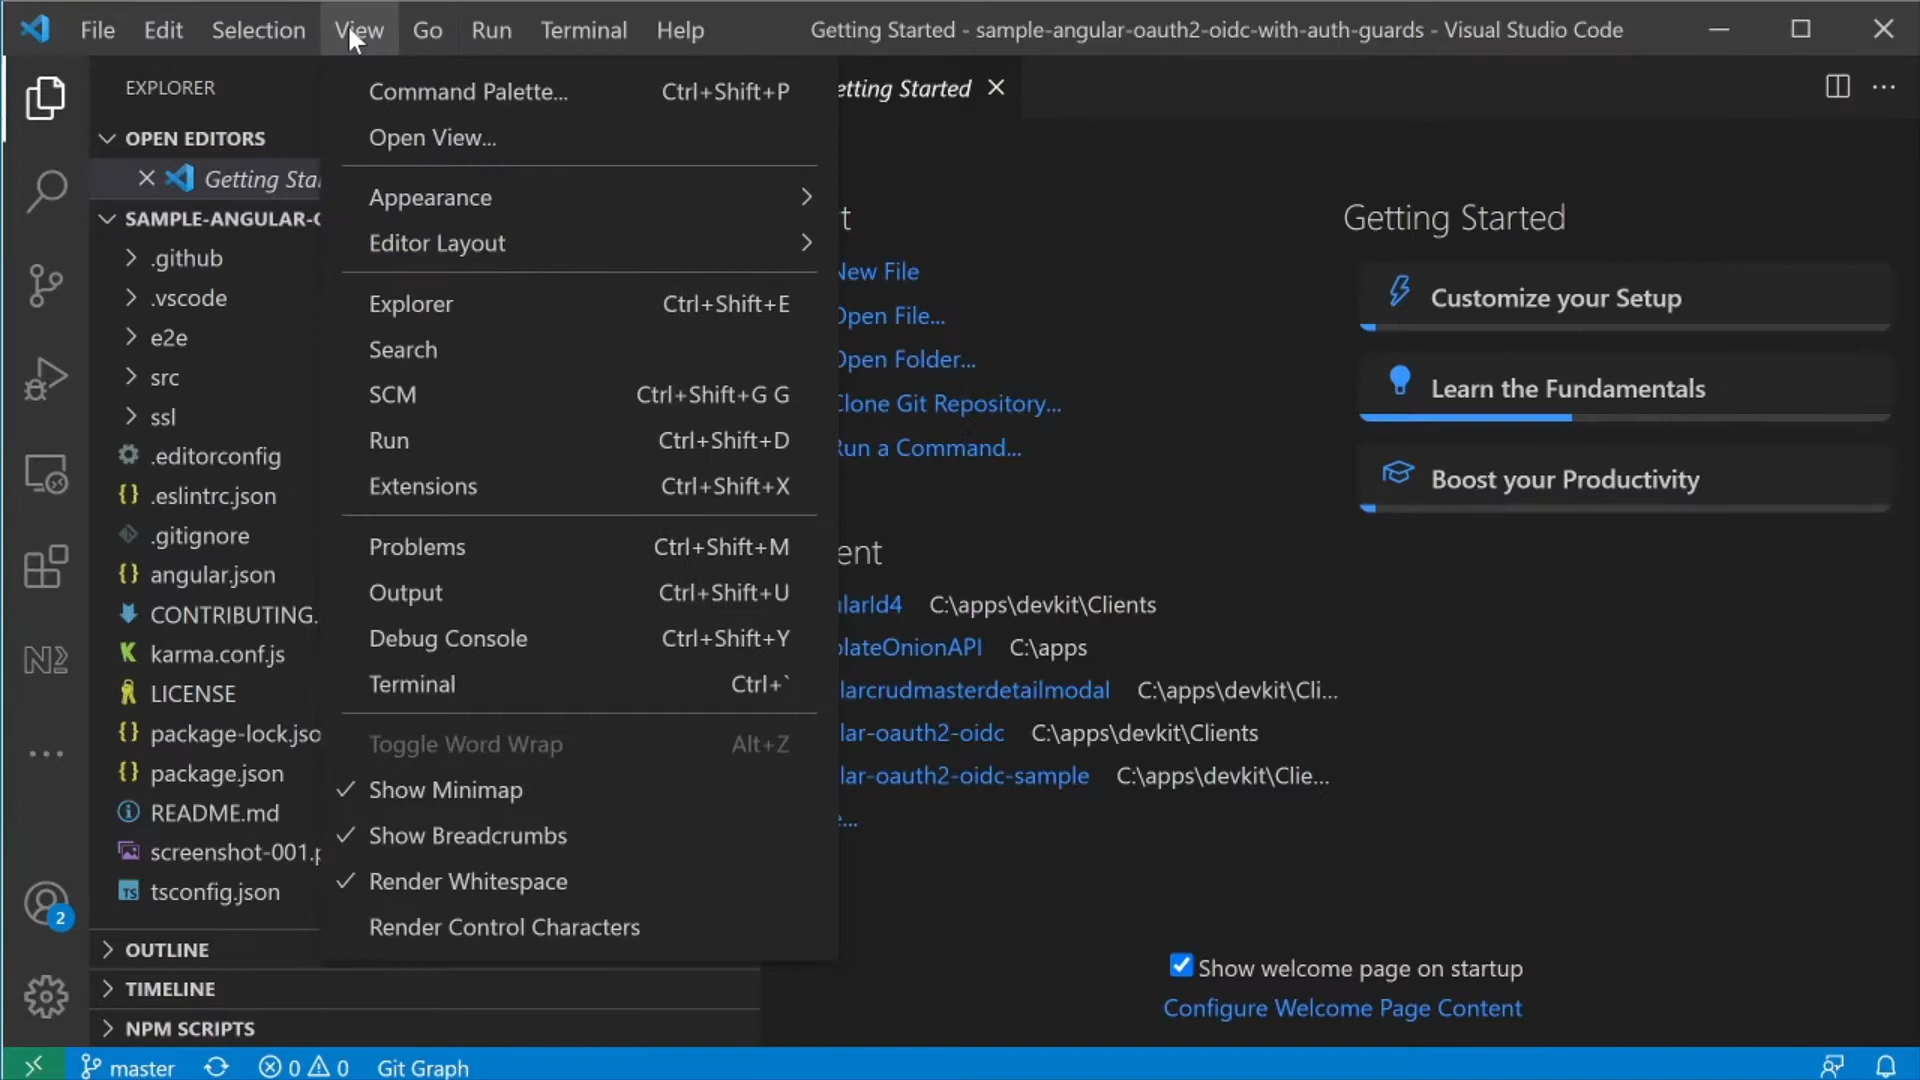 File Edit Selection View Go Run Terminal Help Getting Started - sample-angular-oauth2-oidc-with-auth-guards - Visual Studio Code
EXPLORER
OPEN EDITORS
Getting Sta
SAMPLE-ANGULAR-
.github
.vscode
e2e
src
ssl
.editorconfig
.eslintrc.json
.gitignore
angular.json
CONTRIBUTING.
karma.conf.js
LICENSE
package-lock.jso
package.json
README.md
screenshot-001.p
tsconfig.json
OUTLINE
TIMELINE
NPM SCRIPTS
Command Palette... Ctrl+Shift+P
Open View...
Appearance
Editor Layout
Explorer Ctrl+Shift+E
Search
SCM Ctrl+Shift+G G
Run Ctrl+Shift+D
Extensions Ctrl+Shift+X
Problems Ctrl+Shift+M
Output Ctrl+Shift+U
Debug Console Ctrl+Shift+Y
Terminal Ctrl+`
Toggle Word Wrap Alt+Z
Show Minimap
Show Breadcrumbs
Render Whitespace
Render Control Characters
etting Started
t
New File
Open File...
Open Folder...
Clone Git Repository...
Run a Command...
ent
larId4 C:\apps\devkit\Clients
plateOnionAPI C:\apps
larcrudmasterdetailmodal C:\apps\devkit\Cli...
lar-oauth2-oidc C:\apps\devkit\Clients
lar-oauth2-oidc-sample C:\apps\devkit\Clie...
e...
Getting Started
Customize your Setup
Learn the Fundamentals
Boost your Productivity
Show welcome page on startup
Configure Welcome Page Content
2
N
master 0 0 Git Graph